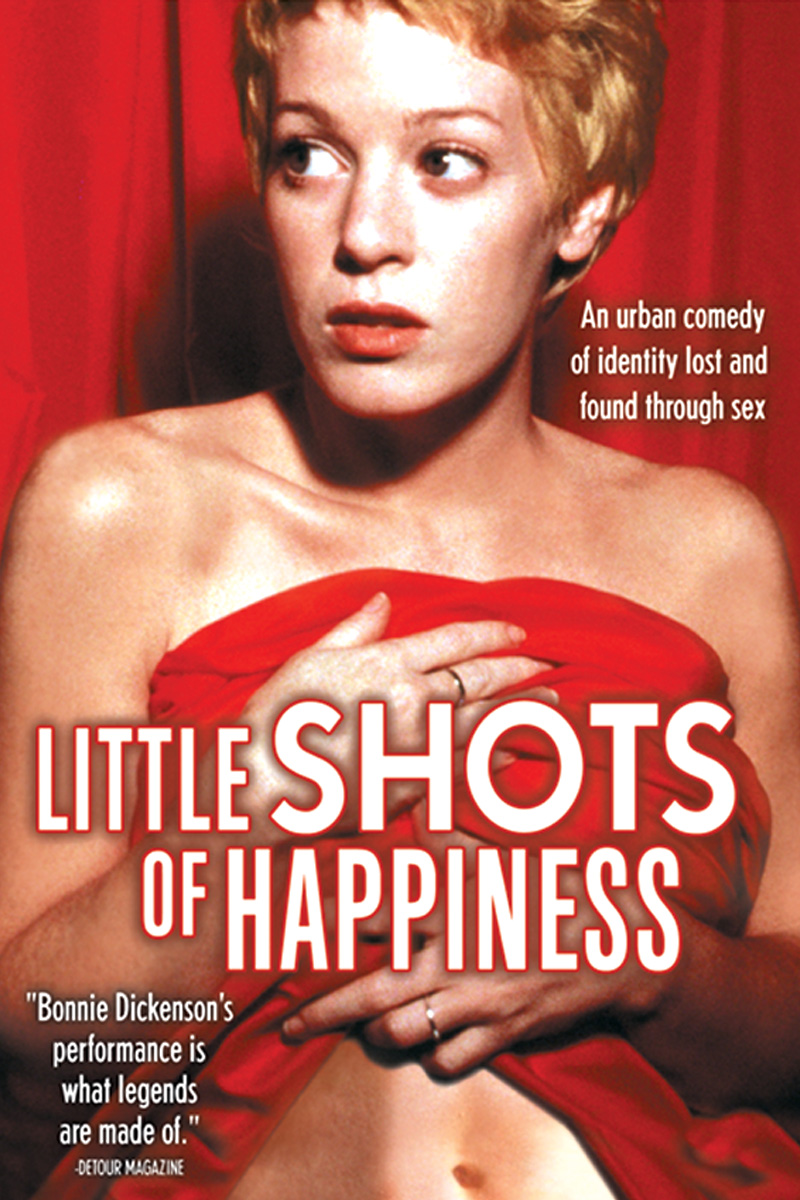 An urban comedy
of identity lost and
found through sex
LITTLE SHOTS
OF HAPPINESS
"Bonnie Dickenson's
performance is
what legends
are made of."
-DETOUR MAGAZINE